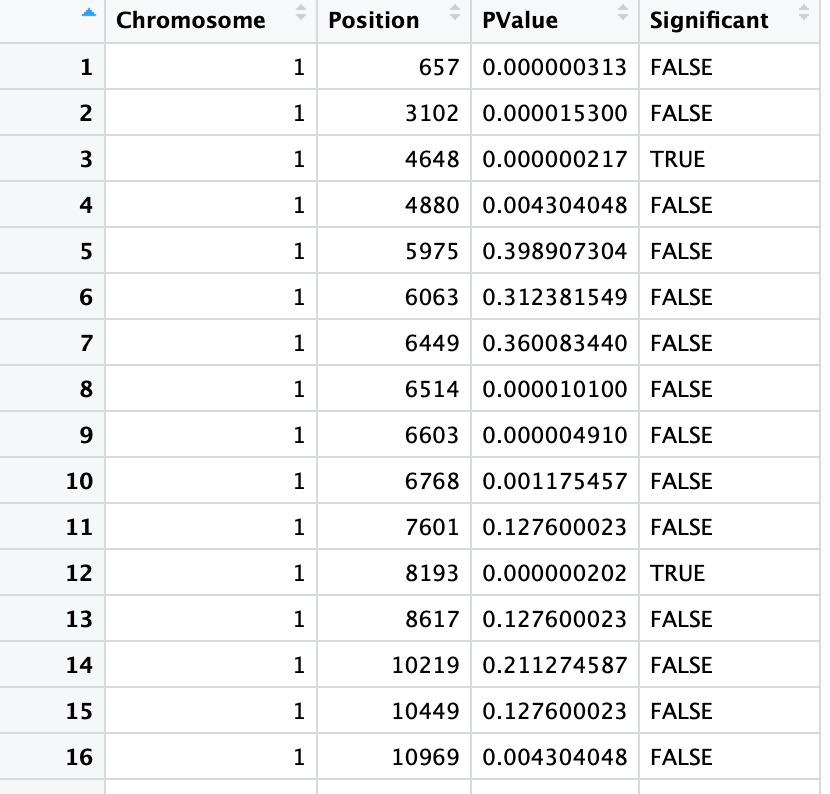 Chromosome Position PValue Significant
1 1 657 0.000000313 FALSE
2 1 3102 0.000015300 FALSE
3 1 4648 0.000000217 TRUE
4 1 4880 0.004304048 FALSE
5 1 5975 0.398907304 FALSE
6 1 6063 0.312381549 FALSE
7 1 6449 0.360083440 FALSE
8 1 6514 0.000010100 FALSE
9 1 6603 0.000004910 FALSE
10 1 6768 0.001175457 FALSE
11 1 7601 0.127600023 FALSE
12 1 8193 0.000000202 TRUE
13 1 8617 0.127600023 FALSE
14 1 10219 0.211274587 FALSE
15 1 10449 0.127600023 FALSE
16 1 10969 0.004304048 FALSE